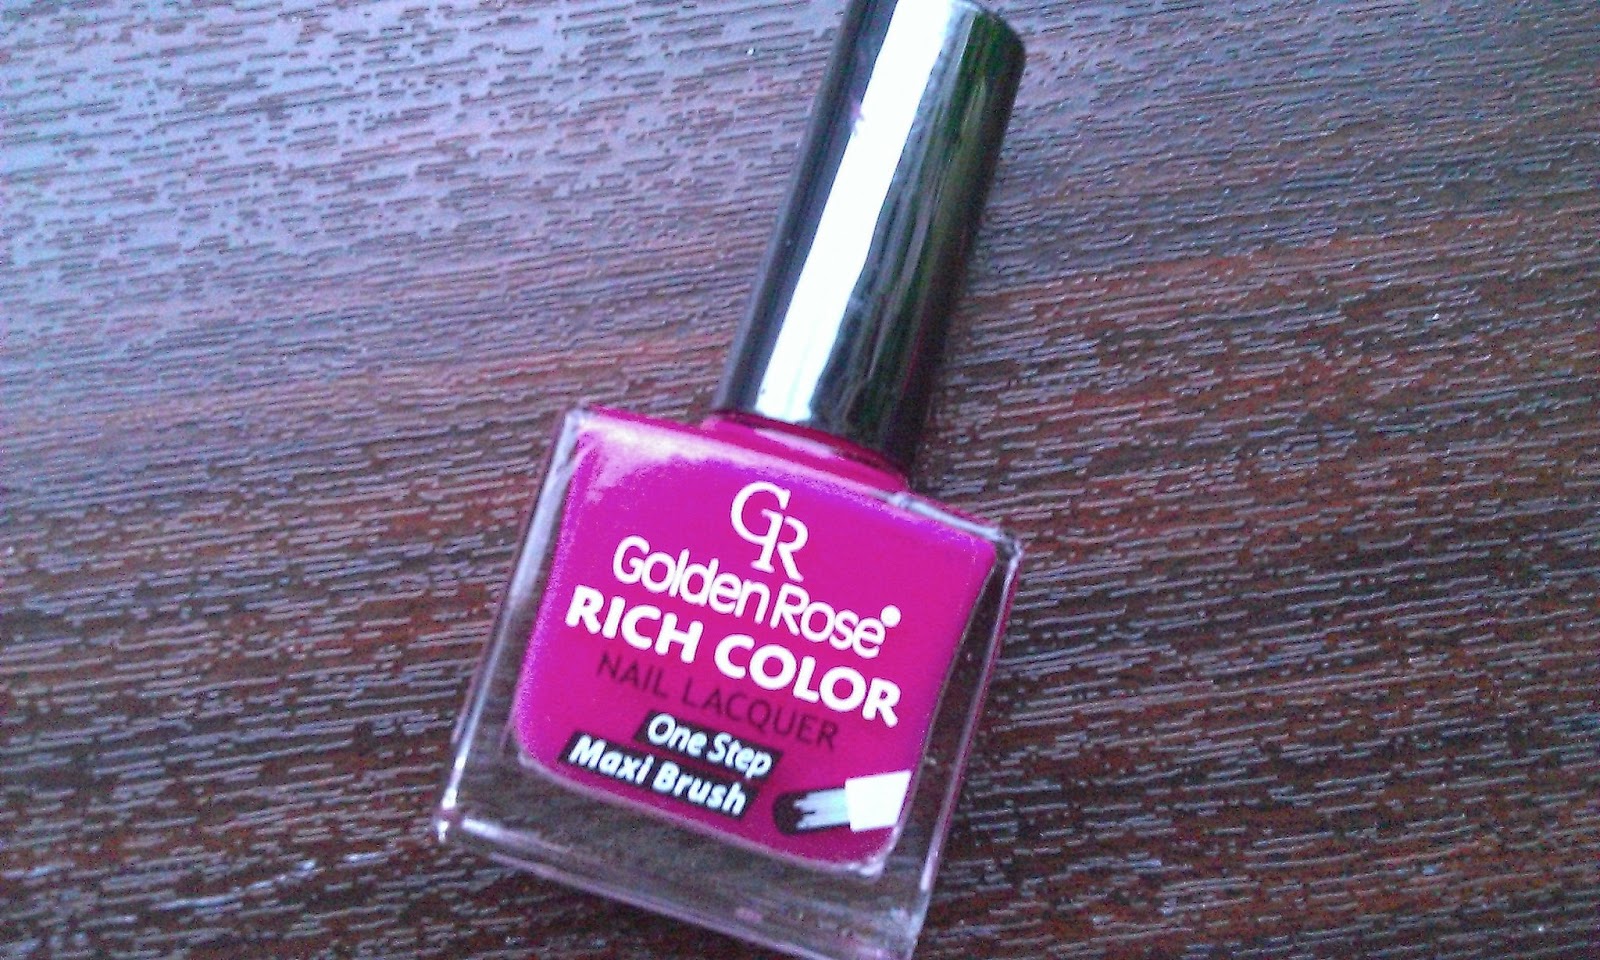 GR
Golden Rose®
RICH COLOR
NAIL LACQUER
One Step
Maxi Brush